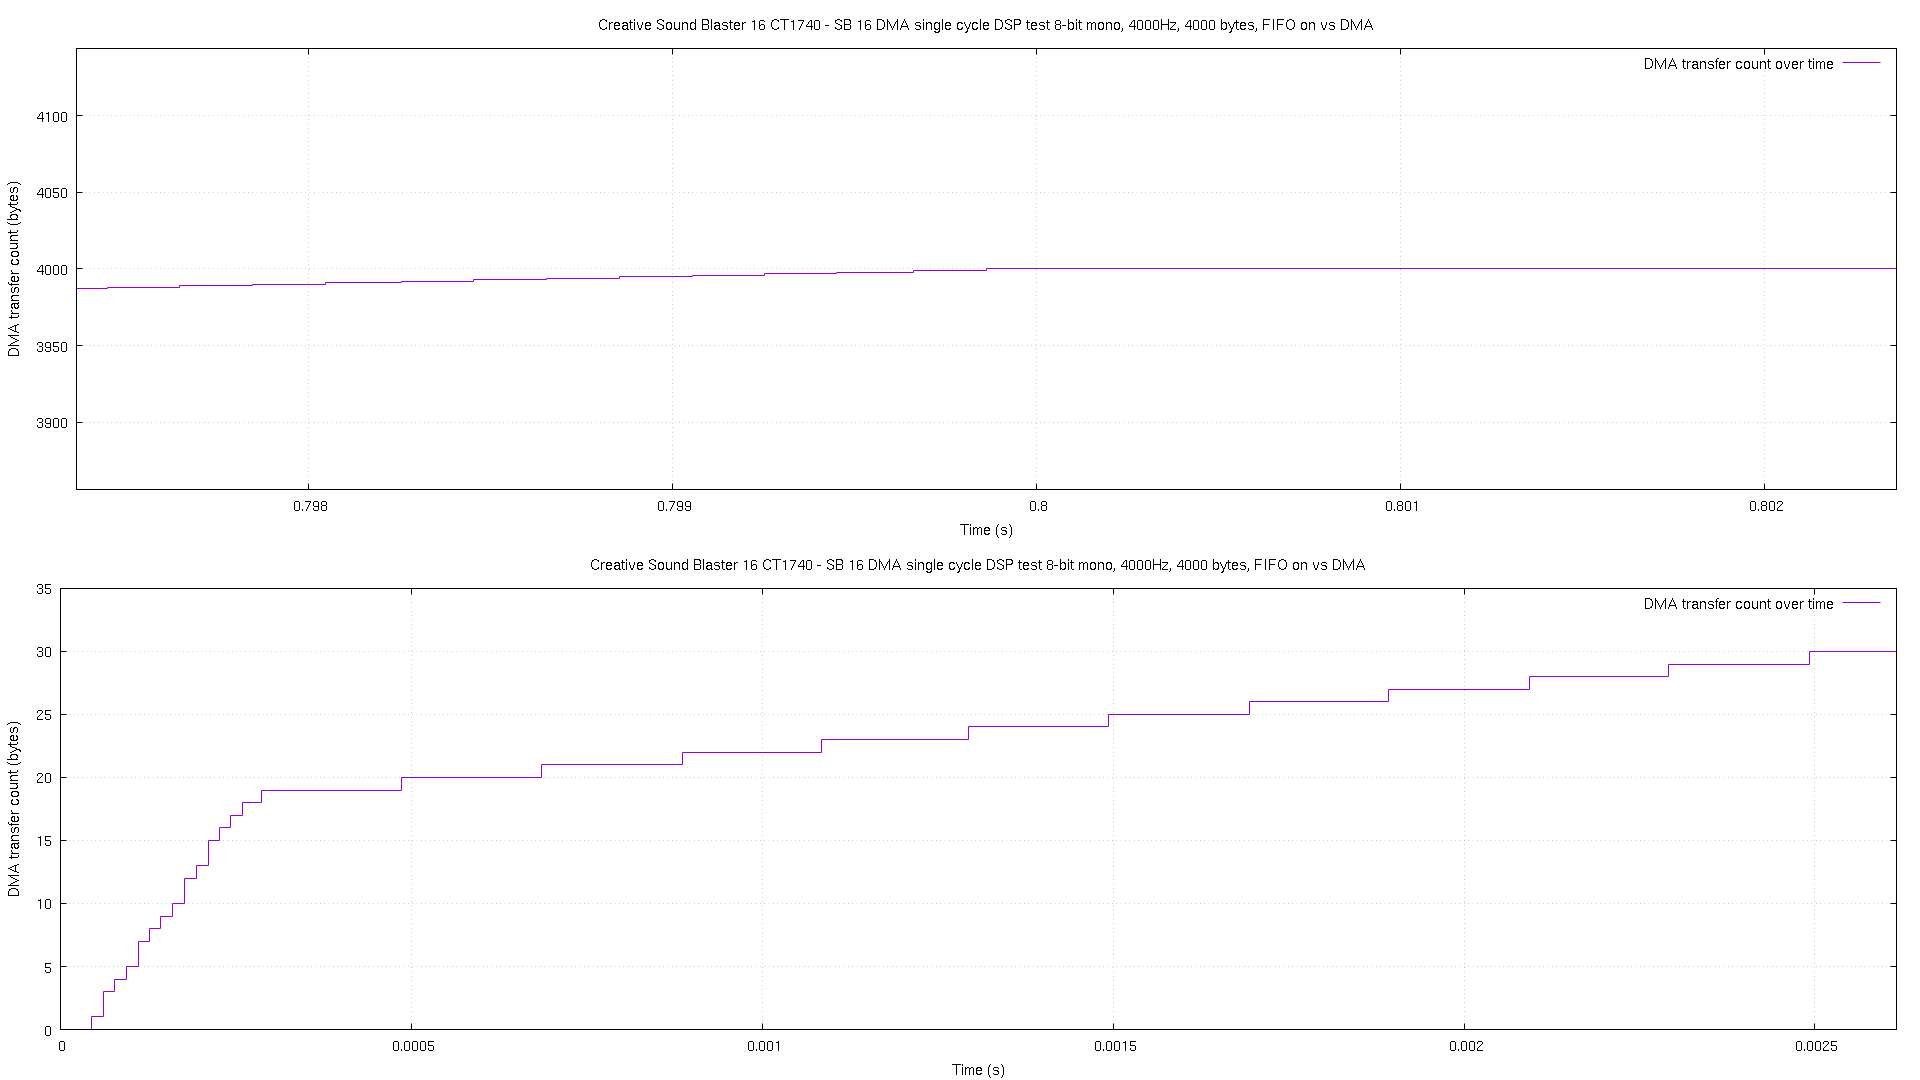 Creative Sound Blaster 16 CT1740 - SB 16 DMA single cycle DSP test 8-bit mono, 4000Hz, 4000 bytes, FIFO on vs DMA
DMA transfer count over time
4100
4050
4000
3950
3900
DMA transfer count (bytes)
0.798 0.799 0.8 0.801 0.802
Time (s)
Creative Sound Blaster 16 CT1740 - SB 16 DMA single cycle DSP test 8-bit mono, 4000Hz, 4000 bytes, FIFO on vs DMA
DMA transfer count over time
35
30
25
20
15
10
5
0
DMA transfer count (bytes)
0 0.0005 0.001 0.0015 0.002 0.0025
Time (s)